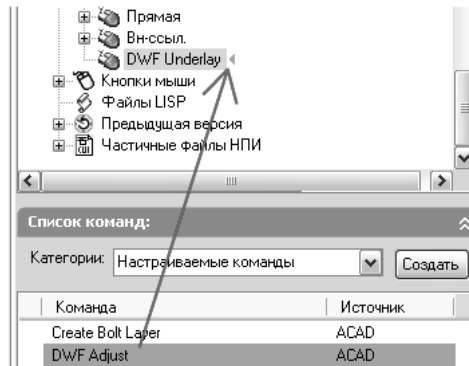 Прямая
Вн-ссыл.
DWF Underlay
Кнопки мыши
Файлы LISP
Предыдущая версия
Частичные файлы НПИ
Список команд:
Категории: Настраиваемые команды Создать
Команда Источник
Create Bolt Layer ACAD
DWF Adjust ACAD